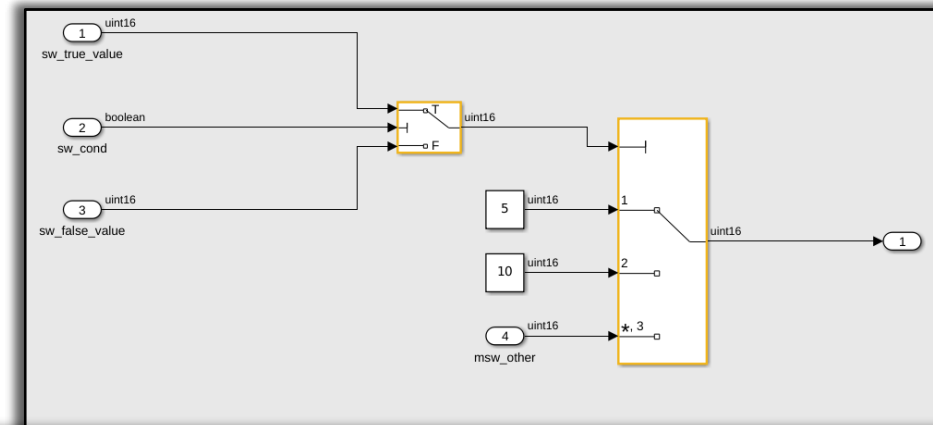 uint16
1
sw_true_value
boolean
2
sw_cond
uint16
3
sw_false_value
T
F
uint16
5
uint16
1
10
uint16
2
4
uint16
*, 3
msw_other
uint16
1